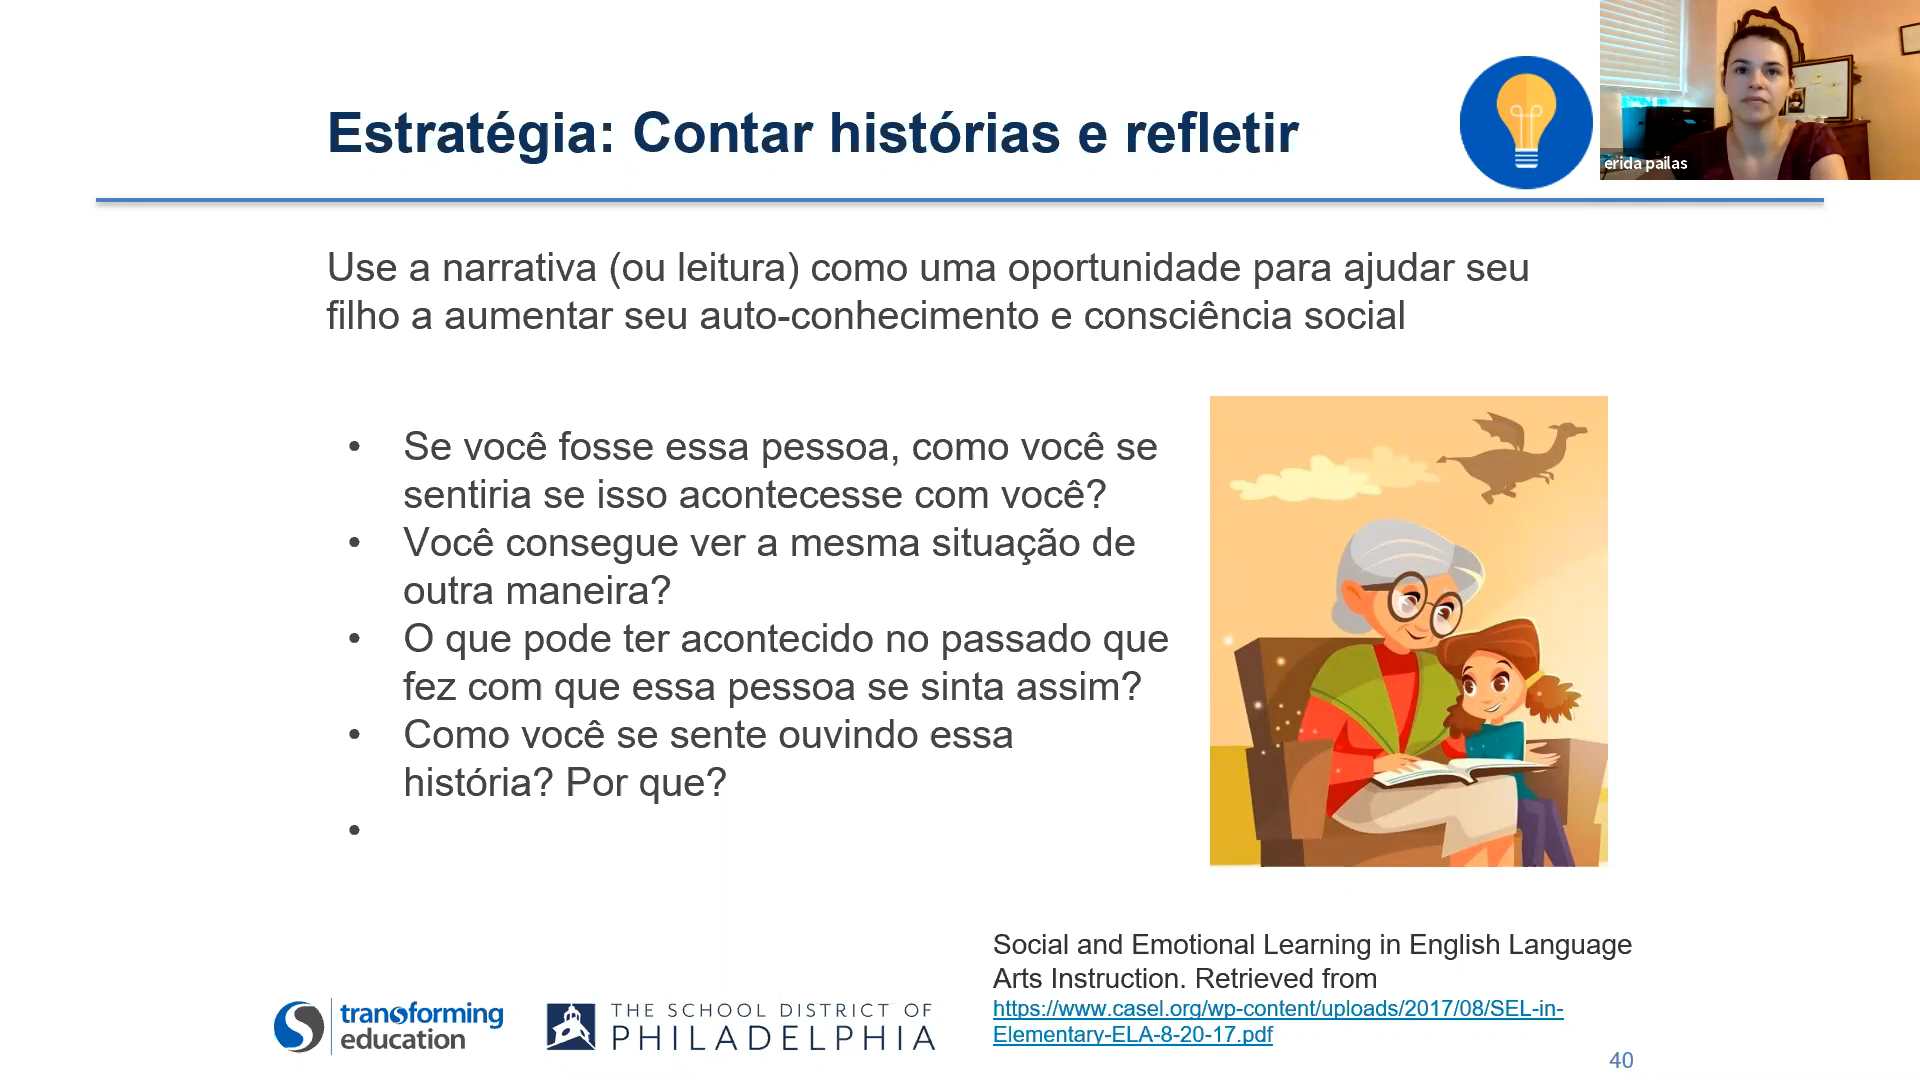 Estratégia: Contar histórias e refletir
erida pailas
Use a narrativa (ou leitura) como uma oportunidade para ajudar seu
filho a aumentar seu auto-conhecimento e consciência social
• Se você fosse essa pessoa, como você se
sentiria se isso acontecesse com você?
• Você consegue ver a mesma situação de
outra maneira?
• O que pode ter acontecido no passado que
fez com que essa pessoa se sinta assim?
• Como você se sente ouvindo essa
história? Por que?
•
Social and Emotional Learning in English Language
Arts Instruction. Retrieved from
https://www.casel.org/wp-content/uploads/2017/08/SEL-in-
Elementary-ELA-8-20-17.pdf
transforming
education
THE SCHOOL DISTRICT OF
PHILADELPHIA
40